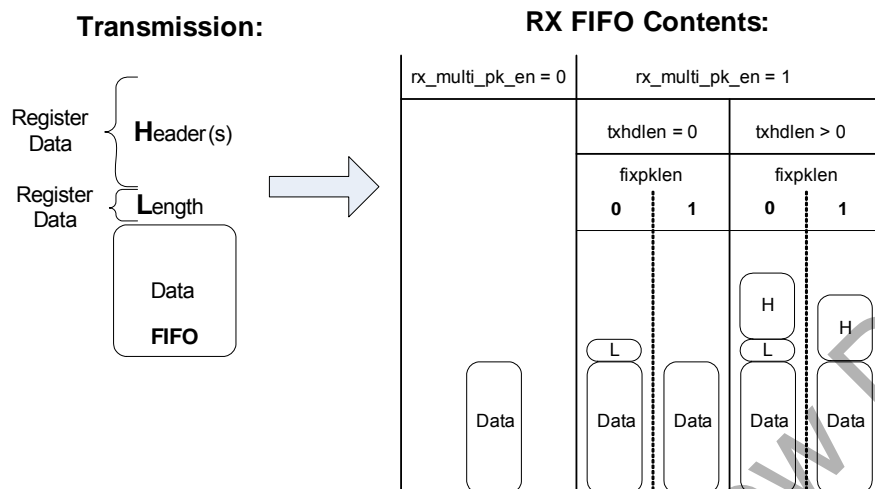 Transmission:
RX FIFO Contents:
rx_multi_pk_en = 0
rx_multi_pk_en = 1
txhdlen = 0
txhdlen > 0
fixpklen
fixpklen
0
1
0
1
Register
Data
Header(s)
Register
Data
Length
Data
FIFO
H
H
L
L
Data
Data
Data
Data
Data